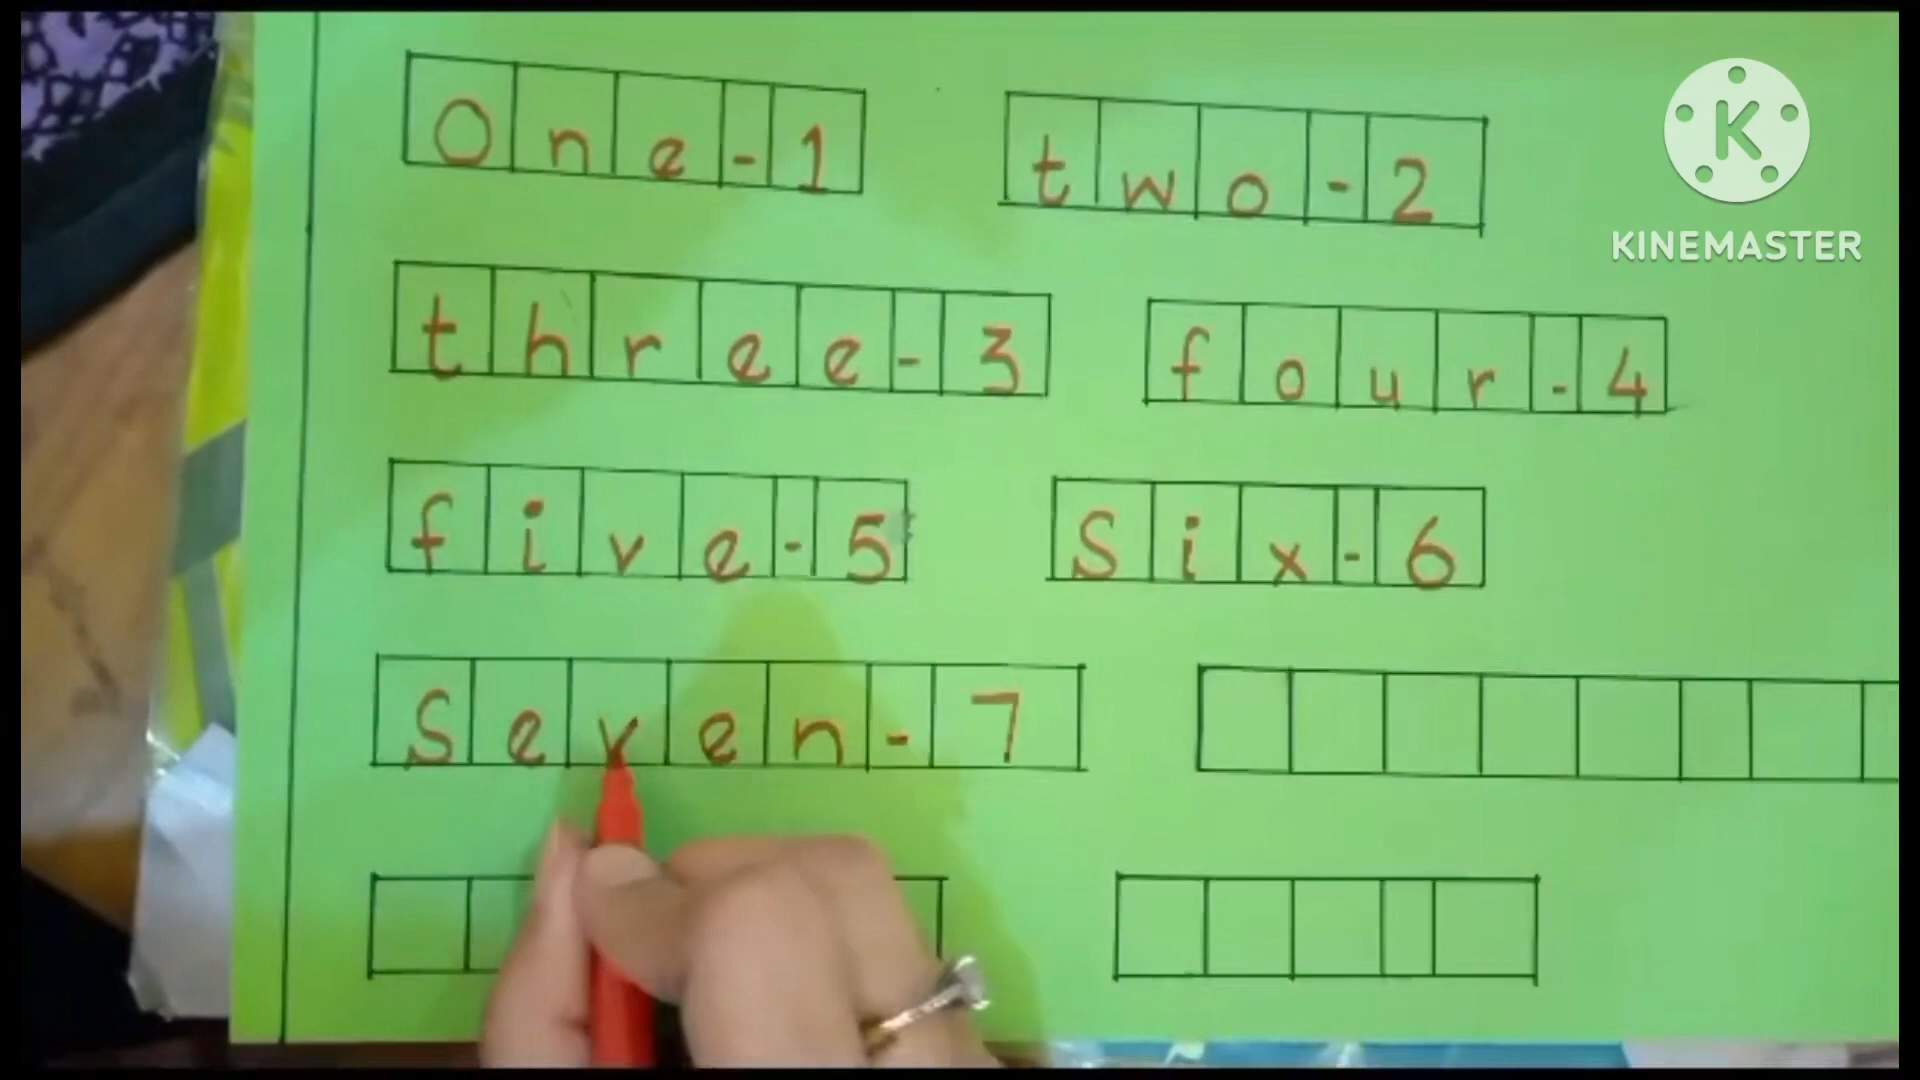 One-1 two-2
KINEMASTER
three-3 four-4
five-5 Six-6
Seven-7